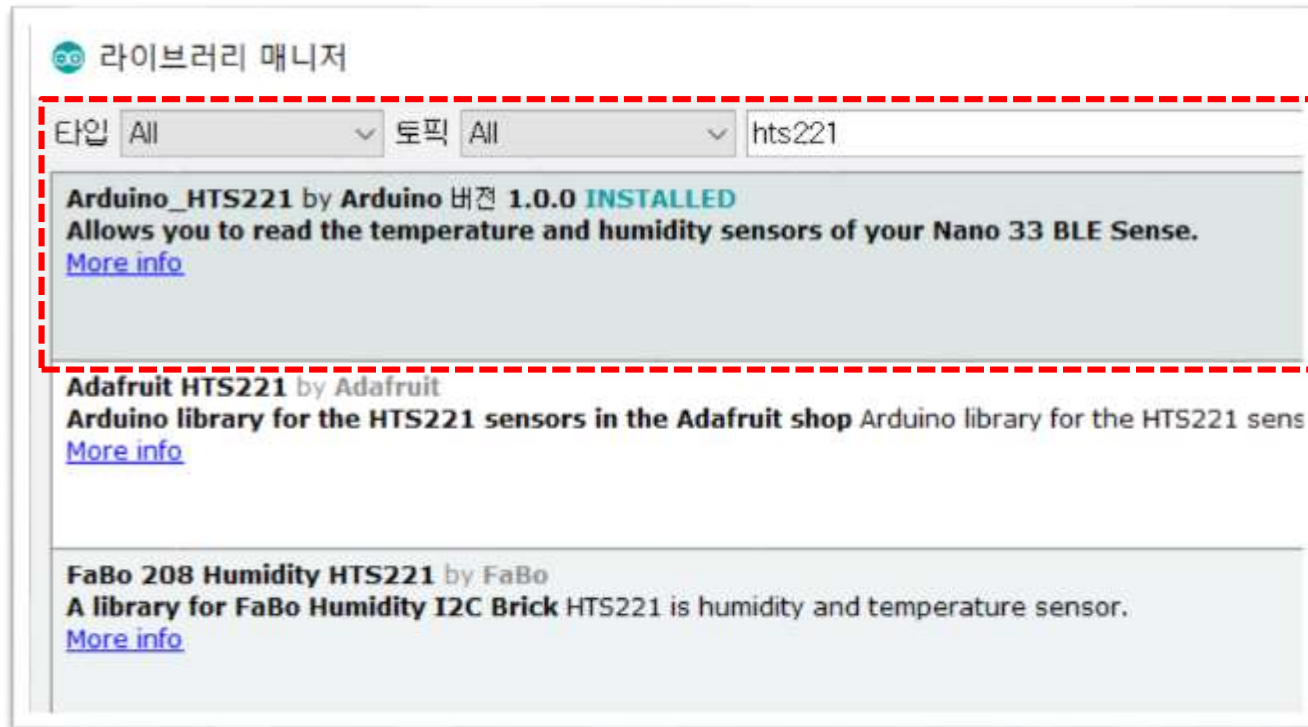 라이브러리 매니저
타입 All 토픽 All hts221
Arduino_HTS221 by Arduino 버전 1.0.0 INSTALLED
Allows you to read the temperature and humidity sensors of your Nano 33 BLE Sense.
More info
Adafruit HTS221 by Adafruit
Arduino library for the HTS221 sensors in the Adafruit shop Arduino library for the HTS221 sens
More info
FaBo 208 Humidity HTS221 by FaBo
A library for FaBo Humidity I2C Brick HTS221 is humidity and temperature sensor.
More info